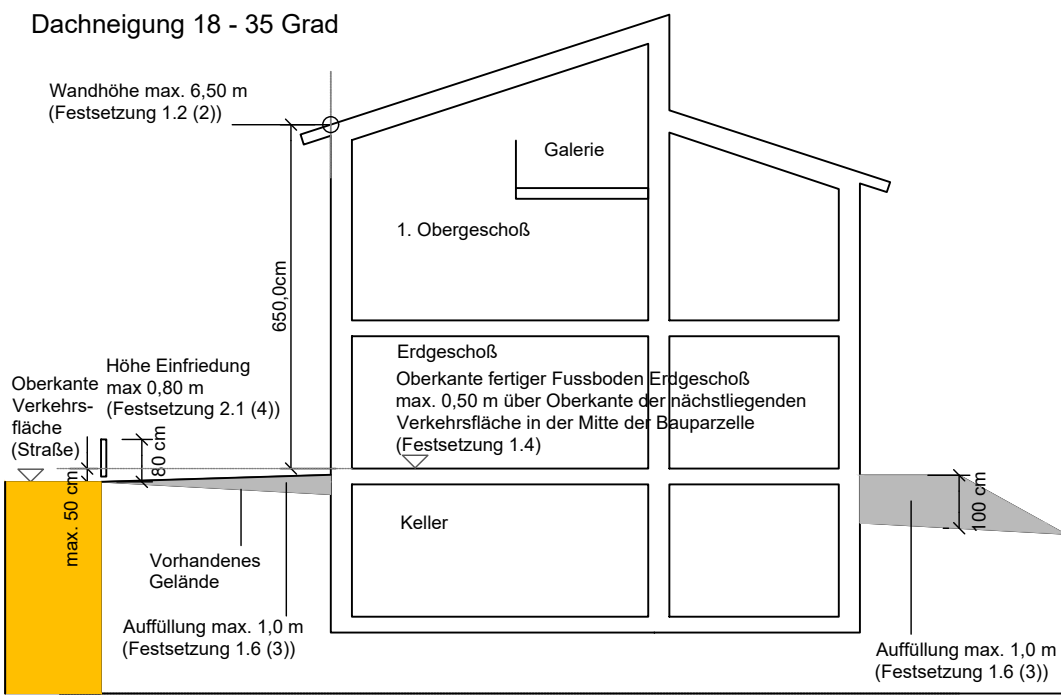 Dachneigung 18 - 35 Grad
Wandhöhe max. 6,50 m
(Festsetzung 1.2 (2))
Galerie
1. Obergeschoß
650,0cm
Erdgeschoß
Oberkante fertiger Fussboden Erdgeschoß
max. 0,50 m über Oberkante der nächstliegenden
Verkehrsfläche in der Mitte der Bauparzelle
(Festsetzung 1.4)
Höhe Einfriedung
max 0,80 m
(Festsetzung 2.1 (4))
Oberkante
Verkehrs-
fläche
(Straße)
80 cm
max. 50 cm
100 cm
Keller
Vorhandenes
Gelände
Auffüllung max. 1,0 m
(Festsetzung 1.6 (3))
Auffüllung max. 1,0 m
(Festsetzung 1.6 (3))